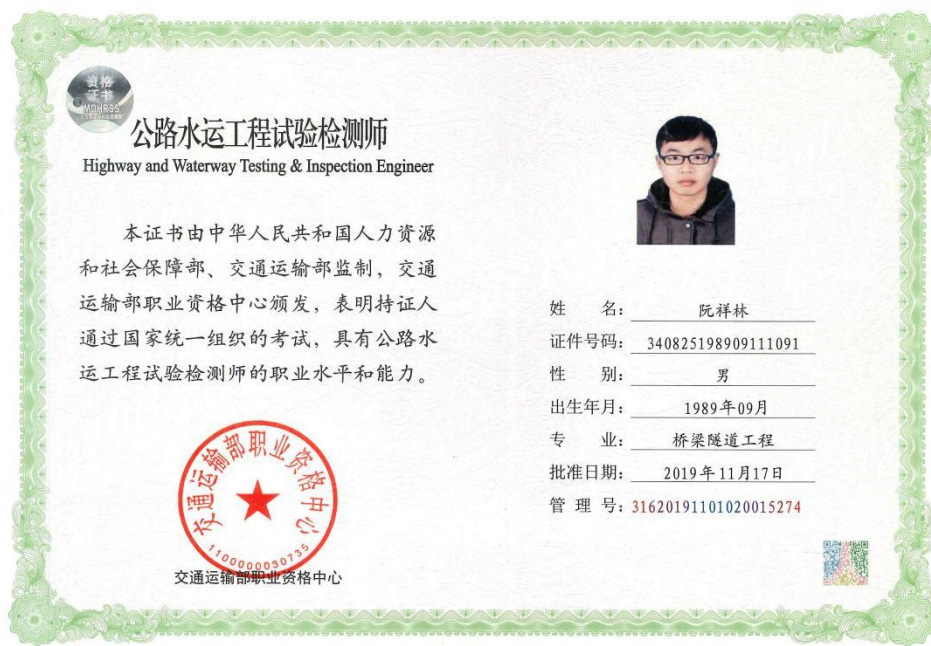 资格
证书
MOHRSS
公路水运工程试验检测师
Highway and Waterway Testing & Inspection Engineer
本证书由中华人民共和国人力资源
和社会保障部、交通运输部监制，交通
运输部职业资格中心颁发，表明持证人
通过国家统一组织的考试，具有公路水
运工程试验检测师的职业水平和能力。
交通运输部职业资格中心
1100000030735
交通运输部职业资格中心
姓 名：阮祥林
证件号码：340825198909111091
性 别：男
出生年月：1989年09月
专 业：桥梁隧道工程
批准日期：2019年11月17日
管 理 号：31620191101020015274